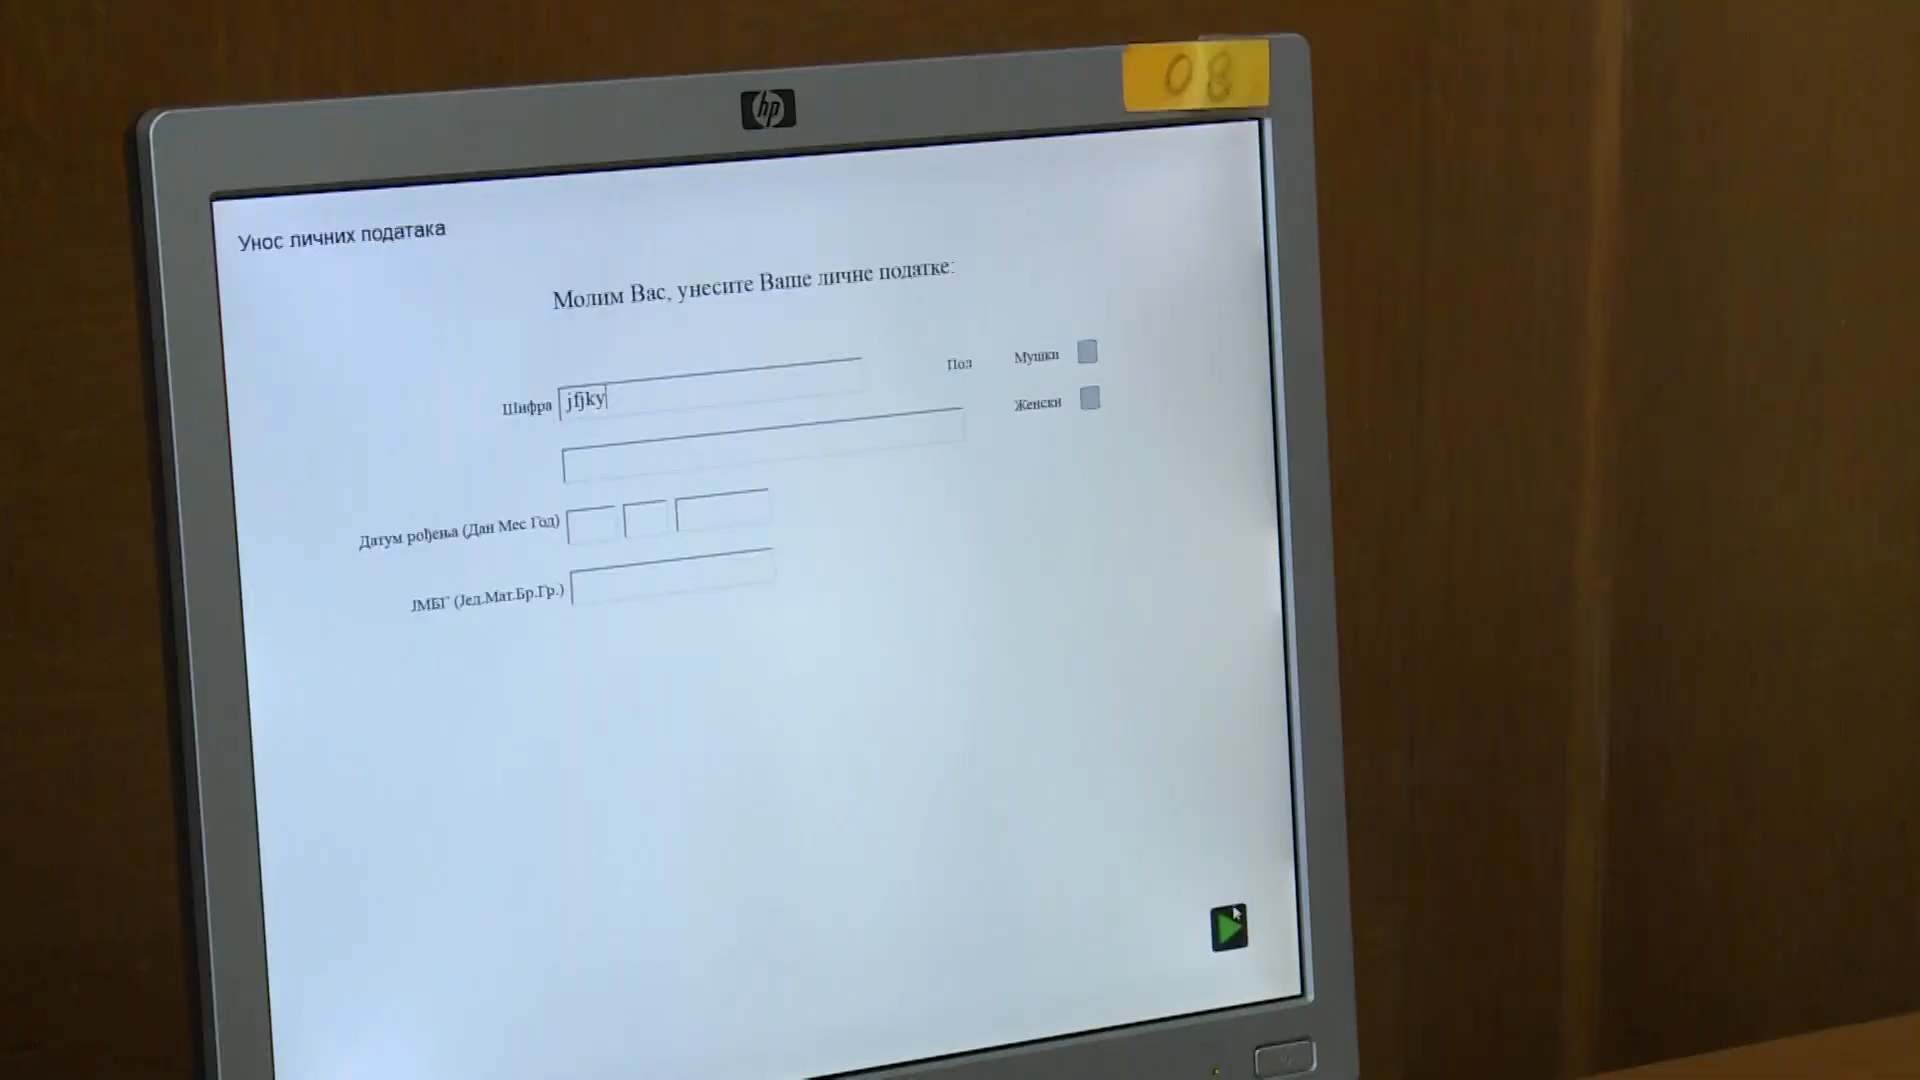 08
hp
Унос личних података
Молим Вас, унесите Ваше личне податке:
Шифра jfjky Пол Мушки
Женски
Датум рођења (Дан Мес Год)
ЈМБГ (Јед.Мат.Бр.Гр.)